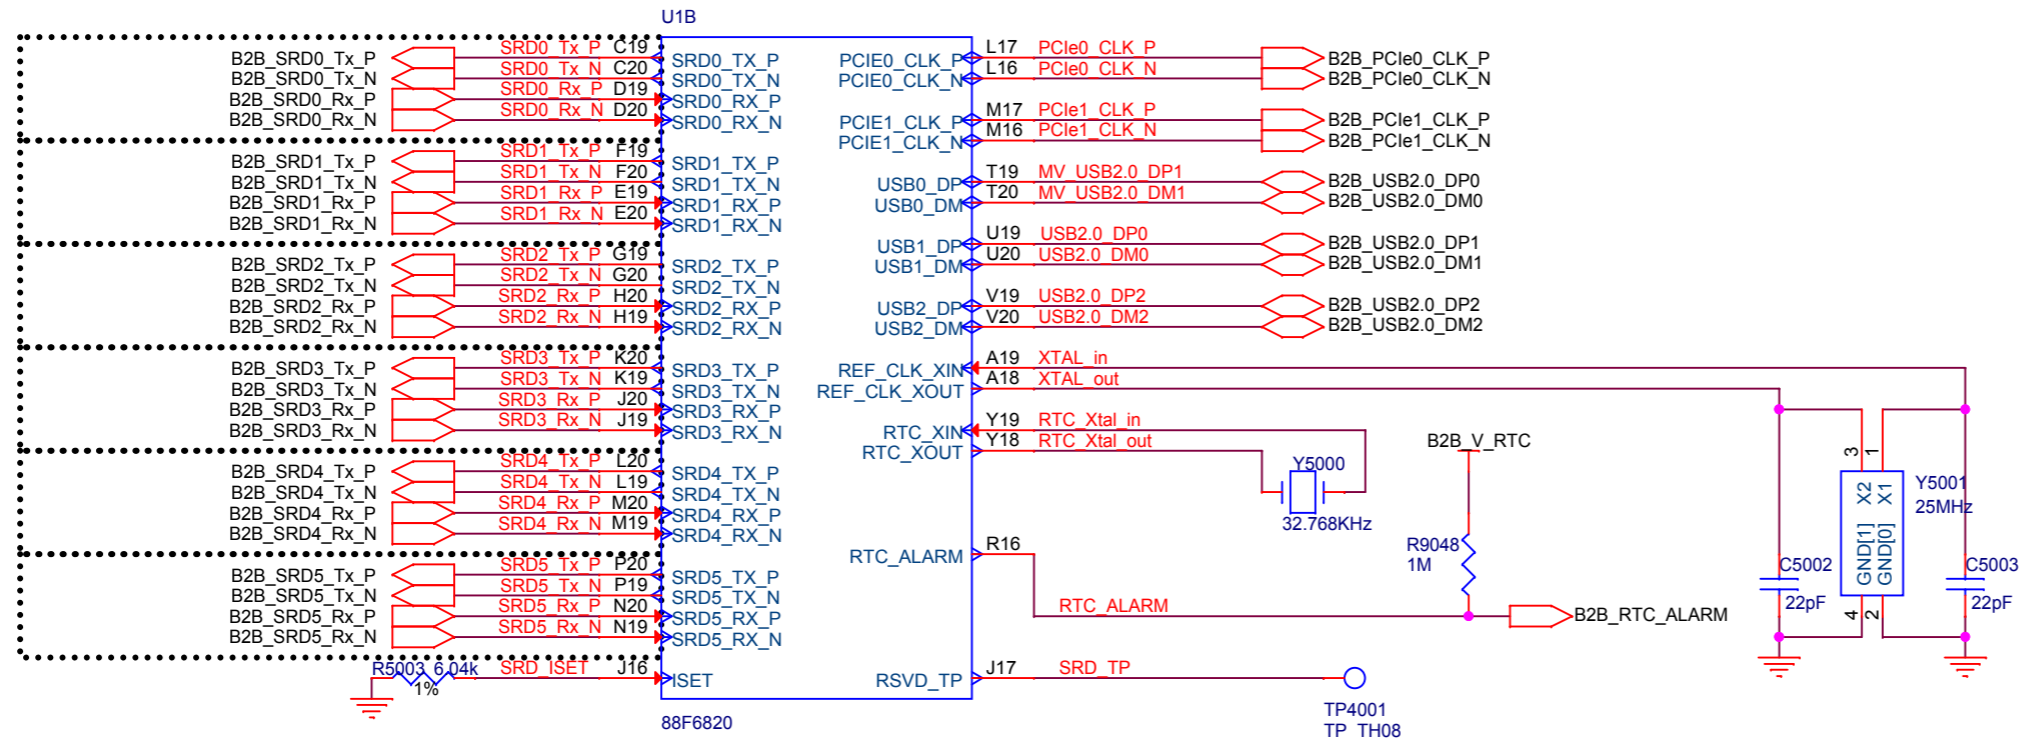 U1B
B2B_SRD0_Tx_P SRD0_Tx_P C19 SRD0_TX_P
B2B_SRD0_Tx_N SRD0_Tx_N C20 SRD0_TX_N
B2B_SRD0_Rx_P SRD0_Rx_P D19 SRD0_RX_P
B2B_SRD0_Rx_N SRD0_Rx_N D20 SRD0_RX_N
B2B_SRD1_Tx_P SRD1_Tx_P F19 SRD1_TX_P
B2B_SRD1_Tx_N SRD1_Tx_N F20 SRD1_TX_N
B2B_SRD1_Rx_P SRD1_Rx_P E19 SRD1_RX_P
B2B_SRD1_Rx_N SRD1_Rx_N E20 SRD1_RX_N
B2B_SRD2_Tx_P SRD2_Tx_P G19 SRD2_TX_P
B2B_SRD2_Tx_N SRD2_Tx_N G20 SRD2_TX_N
B2B_SRD2_Rx_P SRD2_Rx_P H20 SRD2_RX_P
B2B_SRD2_Rx_N SRD2_Rx_N H19 SRD2_RX_N
B2B_SRD3_Tx_P SRD3_Tx_P K20 SRD3_TX_P
B2B_SRD3_Tx_N SRD3_Tx_N K19 SRD3_TX_N
B2B_SRD3_Rx_P SRD3_Rx_P J20 SRD3_RX_P
B2B_SRD3_Rx_N SRD3_Rx_N J19 SRD3_RX_N
B2B_SRD4_Tx_P SRD4_Tx_P L20 SRD4_TX_P
B2B_SRD4_Tx_N SRD4_Tx_N L19 SRD4_TX_N
B2B_SRD4_Rx_P SRD4_Rx_P M20 SRD4_RX_P
B2B_SRD4_Rx_N SRD4_Rx_N M19 SRD4_RX_N
B2B_SRD5_Tx_P SRD5_Tx_P P20 SRD5_TX_P
B2B_SRD5_Tx_N SRD5_Tx_N P19 SRD5_TX_N
B2B_SRD5_Rx_P SRD5_Rx_P N20 SRD5_RX_P
B2B_SRD5_Rx_N SRD5_Rx_N N19 SRD5_RX_N
R5003 6.04k SRD_ISET J16 ISET
1%
88F6820
PCIE0_CLK_P L17 PCIe0_CLK_P B2B_PCIe0_CLK_P
PCIE0_CLK_N L16 PCIe0_CLK_N B2B_PCIe0_CLK_N
PCIE1_CLK_P M17 PCIe1_CLK_P B2B_PCIe1_CLK_P
PCIE1_CLK_N M16 PCIe1_CLK_N B2B_PCIe1_CLK_N
USB0_DP T19 MV_USB2.0_DP1 B2B_USB2.0_DP0
USB0_DM T20 MV_USB2.0_DM1 B2B_USB2.0_DM0
USB1_DP U19 USB2.0_DP0 B2B_USB2.0_DP1
USB1_DM U20 USB2.0_DM0 B2B_USB2.0_DM1
USB2_DP V19 USB2.0_DP2 B2B_USB2.0_DP2
USB2_DM V20 USB2.0_DM2 B2B_USB2.0_DM2
REF_CLK_XIN A19 XTAL_in
REF_CLK_XOUT A18 XTAL_out
RTC_XIN Y19 RTC_Xtal_in
RTC_XOUT Y18 RTC_Xtal_out
Y5000
32.768KHz
B2B_V_RTC
R9048
1M
RTC_ALARM R16 RTC_ALARM B2B_RTC_ALARM
3 1
X2 X1
GND[1] GND[0]
4 2
Y5001
25MHz
C5002
22pF
C5003
22pF
RSVD_TP J17 SRD_TP
TP4001
TP_TH08